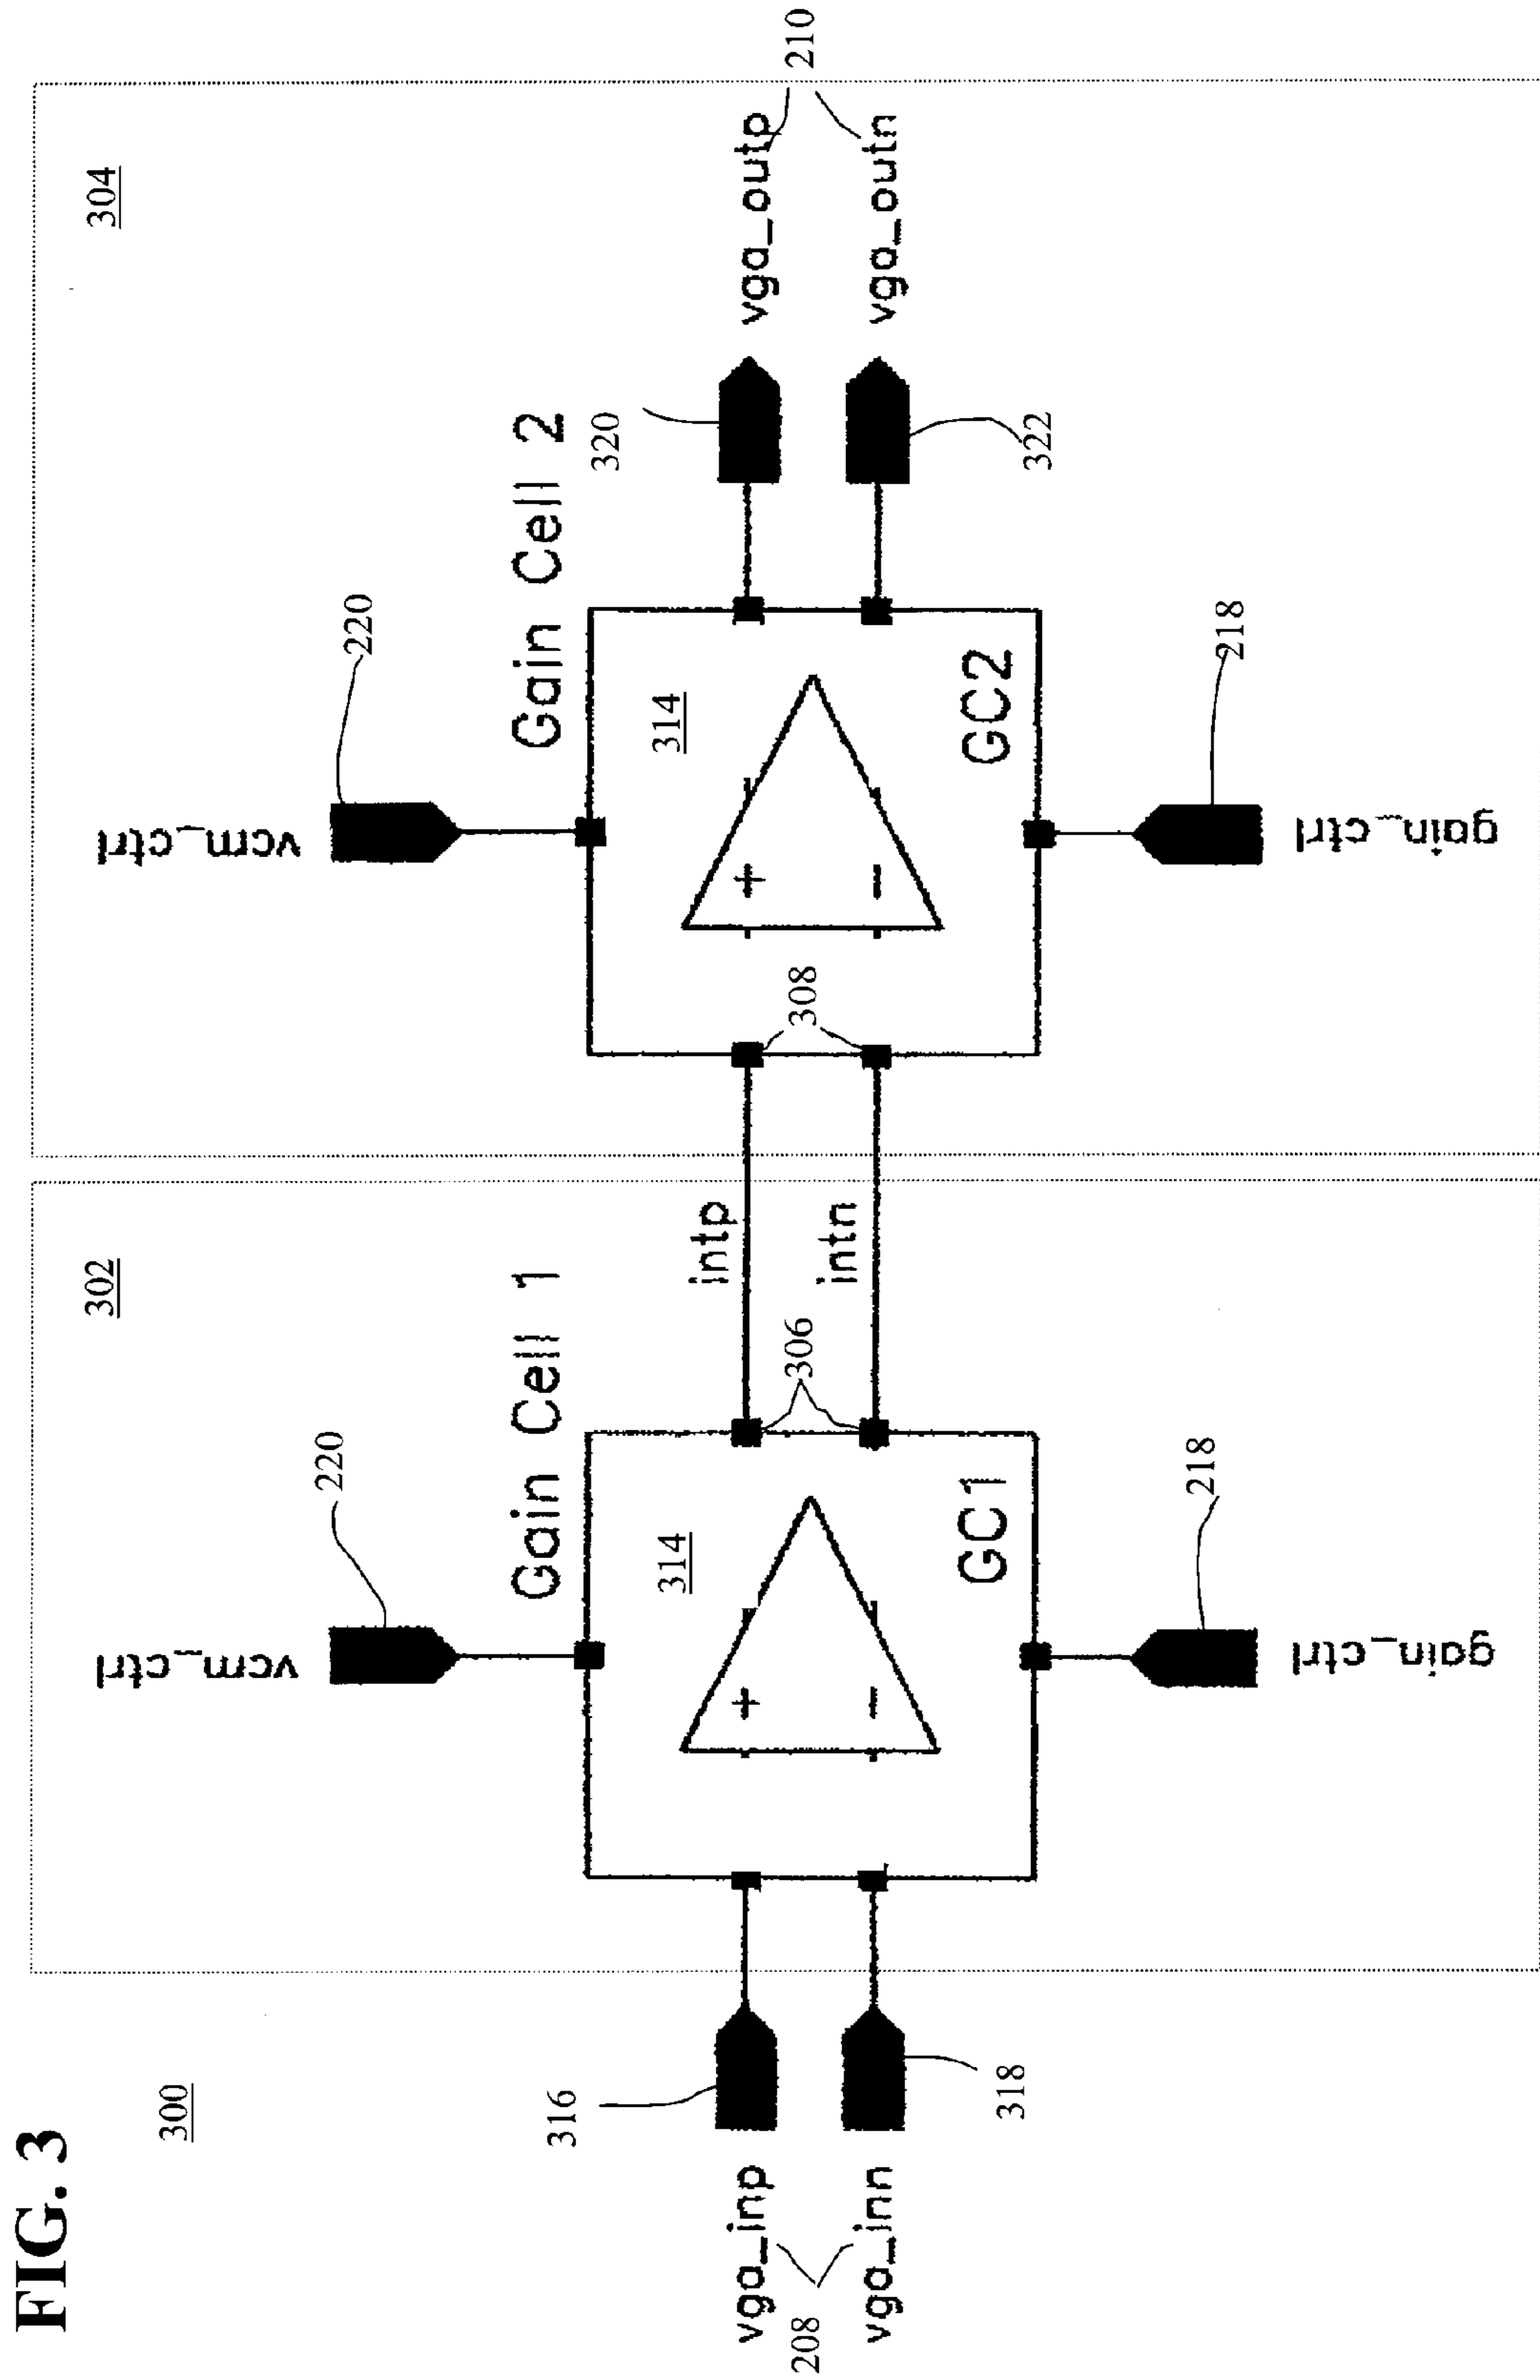 FIG. 3
300
302
304
vcm_ctrl
220
Gain Cell 1
314
GC1
218
gain_ctrl
vga_inp
vga_inn
208
316
318
306
intp
intn
308
vcm_ctrl
220
Gain Cell 2
314
GC2
218
gain_ctrl
320
322
vga_outp
vga_outn
210
+
-
+
-